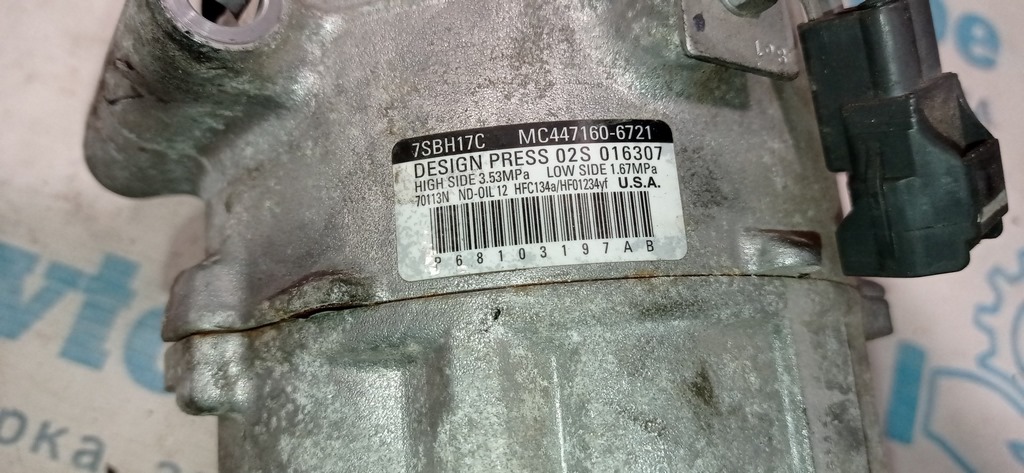 7SBH17C MC447160-6721
DESIGN PRESS 02S 016307
HIGH SIDE 3.53MPa LOW SIDE 1.67MPa
70113N ND-OIL 12 HFC134a/HFO1234yf U.S.A.
P68103197AB